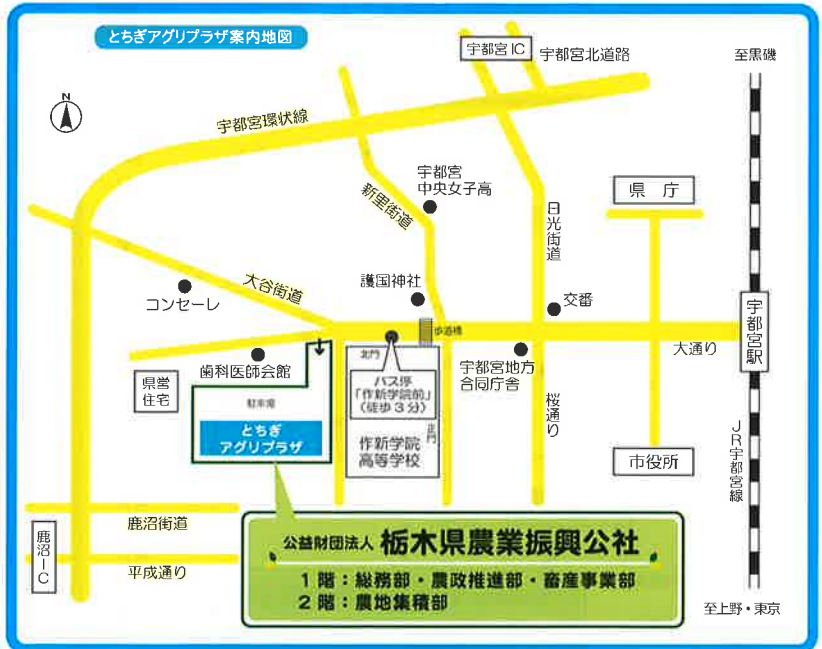 とちぎアグリプラザ案内地図
N
宇都宮IC
宇都宮北道路
至黒磯
宇都宮環状線
宇都宮
中央女子高
新里街道
日光街道
県庁
護国神社
大谷街道
コンセーレ
交番
歩道橋
宇都宮駅
大通り
歯科医師会館
県営
住宅
北門
バス停
「作新学院前」
(徒歩3分)
宇都宮地方
合同庁舎
駐車場
とちぎ
アグリプラザ
正門
作新学院
高等学校
桜通り
市役所
JR宇都宮線
鹿沼街道
鹿沼IC
平成通り
公益財団法人 栃木県農業振興公社
1階:総務部・農政推進部・畜産事業部
2階:農地集積部
至上野・東京